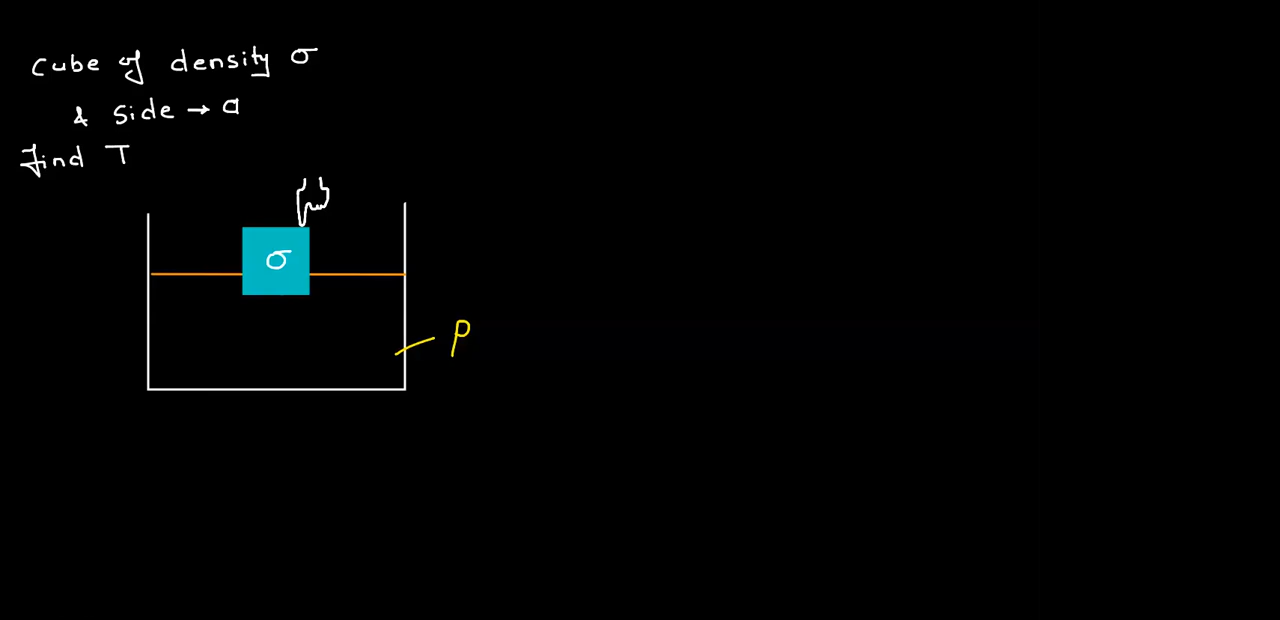 Cube of density σ
& Side → a
find T
σ
ρ